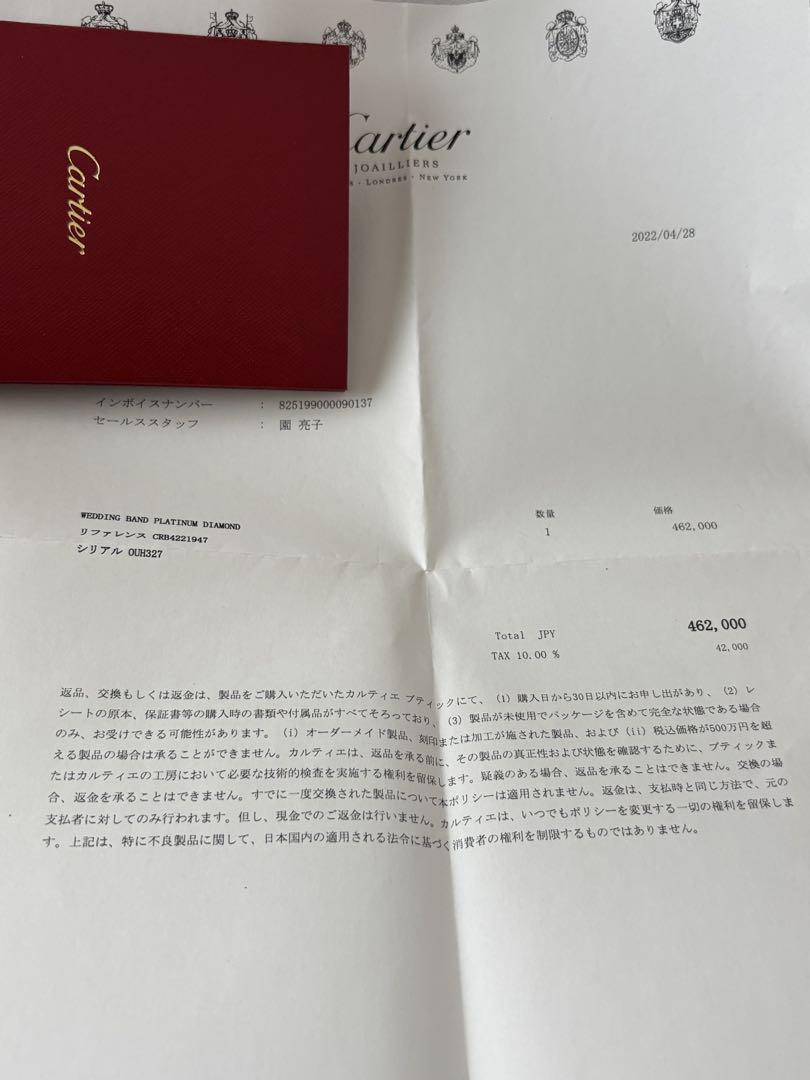 Cartier
artier
JOAILLIERS
LONDRES · NEW YORK
2022/04/28
インボイスナンバー : 825199000090137
セールススタッフ : 園 亮子
WEDDING BAND PLATINUM DIAMOND
リファレンス CRB4221947
シリアル OUH327
数量 価格
1 462,000
Total JPY 462,000
TAX 10.00 % 42,000
返品、交換もしくは返金は、製品をご購入いただいたカルティエ ブティックにて、(1) 購入日から30日以内にお申し出があり、(2) レ
シートの原本、保証書等の購入時の書類や付属品がすべてそろっており、(3) 製品が未使用でパッケージを含めて完全な状態である場合
のみ、お受けできる可能性があります。(i) オーダーメイド製品、刻印または加工が施された製品、および (ii) 税込価格が500万円を超
える製品の場合は承ることができません。カルティエは、返品を承る前に、その製品の真正性および状態を確認するために、ブティックま
たはカルティエの工房において必要な技術的検査を実施する権利を留保します。疑義のある場合、返品を承ることはできません。交換の場
合、返金を承ることはできません。すでに一度交換された製品について本ポリシーは適用されません。返金は、支払時と同じ方法で、元の
支払者に対してのみ行われます。但し、現金でのご返金は行いません。カルティエは、いつでもポリシーを変更する一切の権利を留保しま
す。上記は、特に不良製品に関して、日本国内の適用される法令に基づく消費者の権利を制限するものではありません。